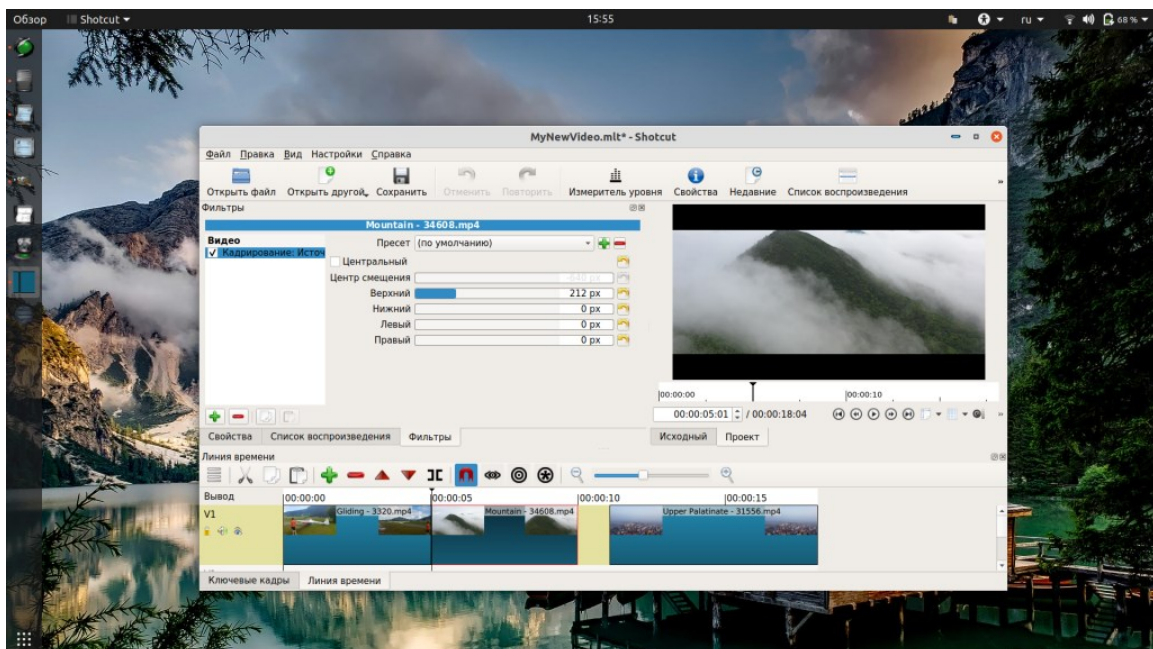 Обзор Shotcut 15:55 ru 68 %
MyNewVideo.mlt* - Shotcut
Файл Правка Вид Настройки Справка
Открыть файл Открыть другой, Сохранить Отменить Повторить Измеритель уровня Свойства Недавние Список воспроизведения
Фильтры
Mountain - 34608.mp4
Видео
Кадрирование: Источ
Пресет (по умолчанию)
Центральный
Центр смещения -640 px
Верхний 212 px
Нижний 0 px
Левый 0 px
Правый 0 px
00:00:00 00:00:10
00:00:05:01 / 00:00:18:04
Свойства Список воспроизведения Фильтры
Исходный Проект
Линия времени
Вывод 00:00:00 00:00:05 00:00:10 00:00:15
V1 Gliding - 3320.mp4 Mountain - 34608.mp4 Upper Palatinate - 31556.mp4
Ключевые кадры Линия времени